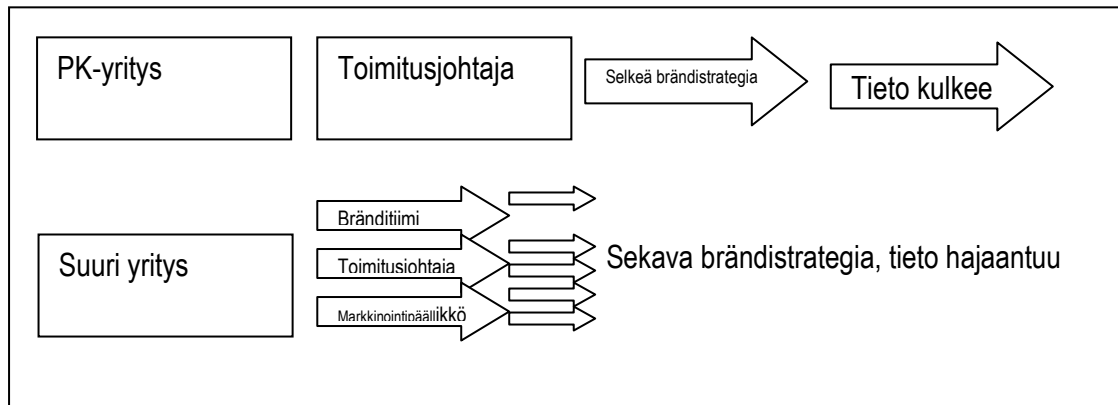 PK-yritys
Toimitusjohtaja
Selkeä brändistrategia
Tieto kulkee
Suuri yritys
Bränditiimi
Toimitusjohtaja
Markkinointipäällikkö
Sekava brändistrategia, tieto hajaantuu